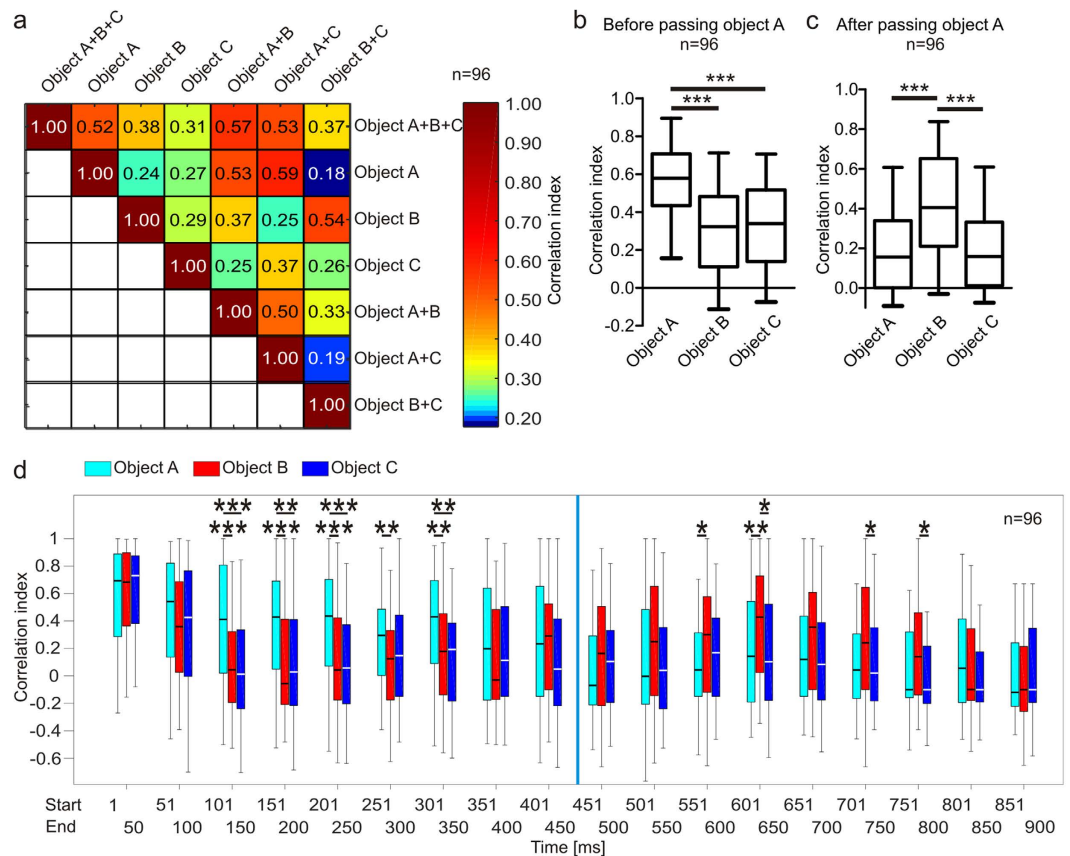 a
Object A+B+C
Object A
Object B
Object C
Object A+B
Object A+C
Object B+C
n=96
1.00 0.52 0.38 0.31 0.57 0.53 0.37 Object A+B+C
1.00 0.24 0.27 0.53 0.59 0.18 Object A
1.00 0.29 0.37 0.25 0.54 Object B
1.00 0.25 0.37 0.26 Object C
1.00 0.50 0.33 Object A+B
1.00 0.19 Object A+C
1.00 Object B+C
1.00
0.90
0.80
0.70
0.60
0.50
0.40
0.30
0.20
Correlation index
b Before passing object A
n=96
***
***
1.0
0.8
0.6
0.4
0.2
0.0
-0.2
Correlation index
Object A
Object B
Object C
c After passing object A
n=96
*** ***
1.0
0.8
0.6
0.4
0.2
0.0
Correlation index
Object A
Object B
Object C
d
Object A Object B Object C
*** ** *** ** *
*** *** *** ** ** * ** * *
n=96
1
0.8
0.6
0.4
0.2
0
-0.2
-0.4
-0.6
Correlation index
Start 1 51 101 151 201 251 301 351 401 451 501 551 601 651 701 751 801 851
End 50 100 150 200 250 300 350 400 450 500 550 600 650 700 750 800 850 900
Time [ms]